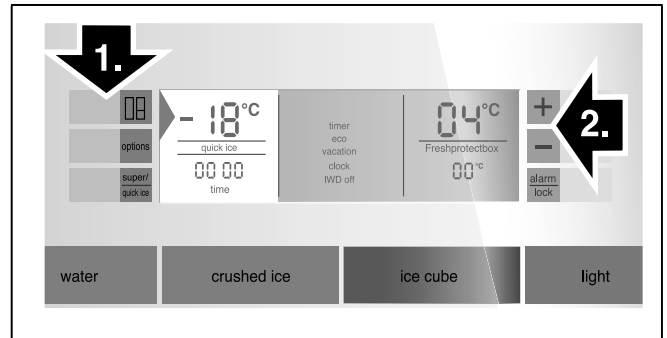 1.
options
super/
quick ice
- 18°C
quick ice
00 00
time
timer
eco
vacation
clock
IWD off
04°C
Freshprotectbox
00°C
+
−
alarm
lock
2.
water
crushed ice
ice cube
light